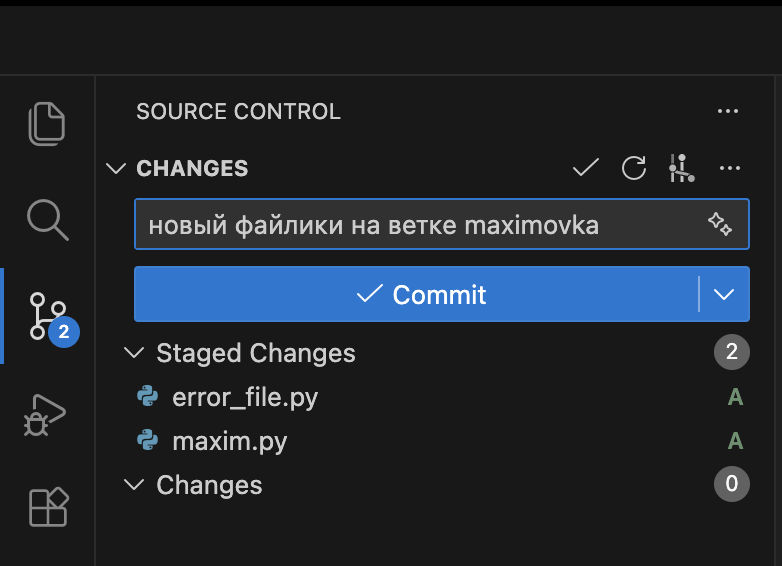 SOURCE CONTROL
CHANGES
новый файлики на ветке maximovka
Commit
2
Staged Changes 2
error_file.py A
maxim.py A
Changes 0